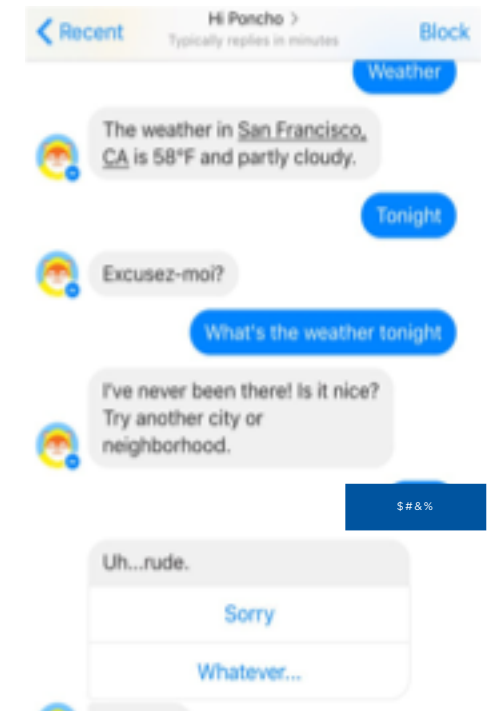 Recent
Hi Poncho >
Typically replies in minutes
Block
Weather
The weather in San Francisco,
CA is 58°F and partly cloudy.
Tonight
Excusez-moi?
What's the weather tonight
I've never been there! Is it nice?
Try another city or
neighborhood.
$#&%
Uh...rude.
Sorry
Whatever...